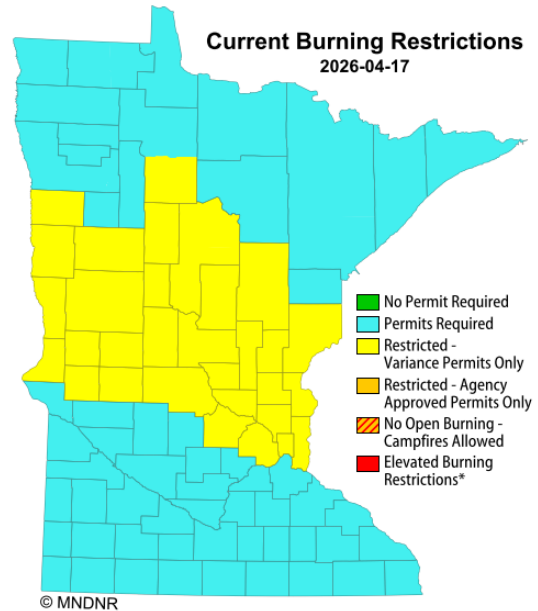 Current Burning Restrictions
2026-04-17
No Permit Required
Permits Required
Restricted -
Variance Permits Only
Restricted - Agency
Approved Permits Only
No Open Burning -
Campfires Allowed
Elevated Burning
Restrictions*
© MNDNR